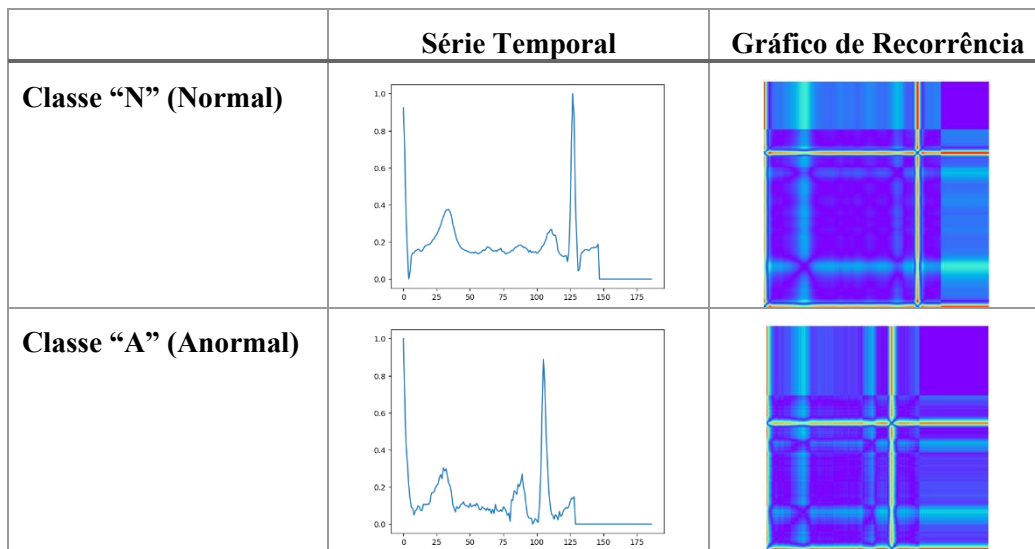 Série Temporal
Gráfico de Recorrência
Classe “N” (Normal)
1.0
0.8
0.6
0.4
0.2
0.0
0 25 50 75 100 125 150 175
Classe “A” (Anormal)
1.0
0.8
0.6
0.4
0.2
0.0
0 25 50 75 100 125 150 175